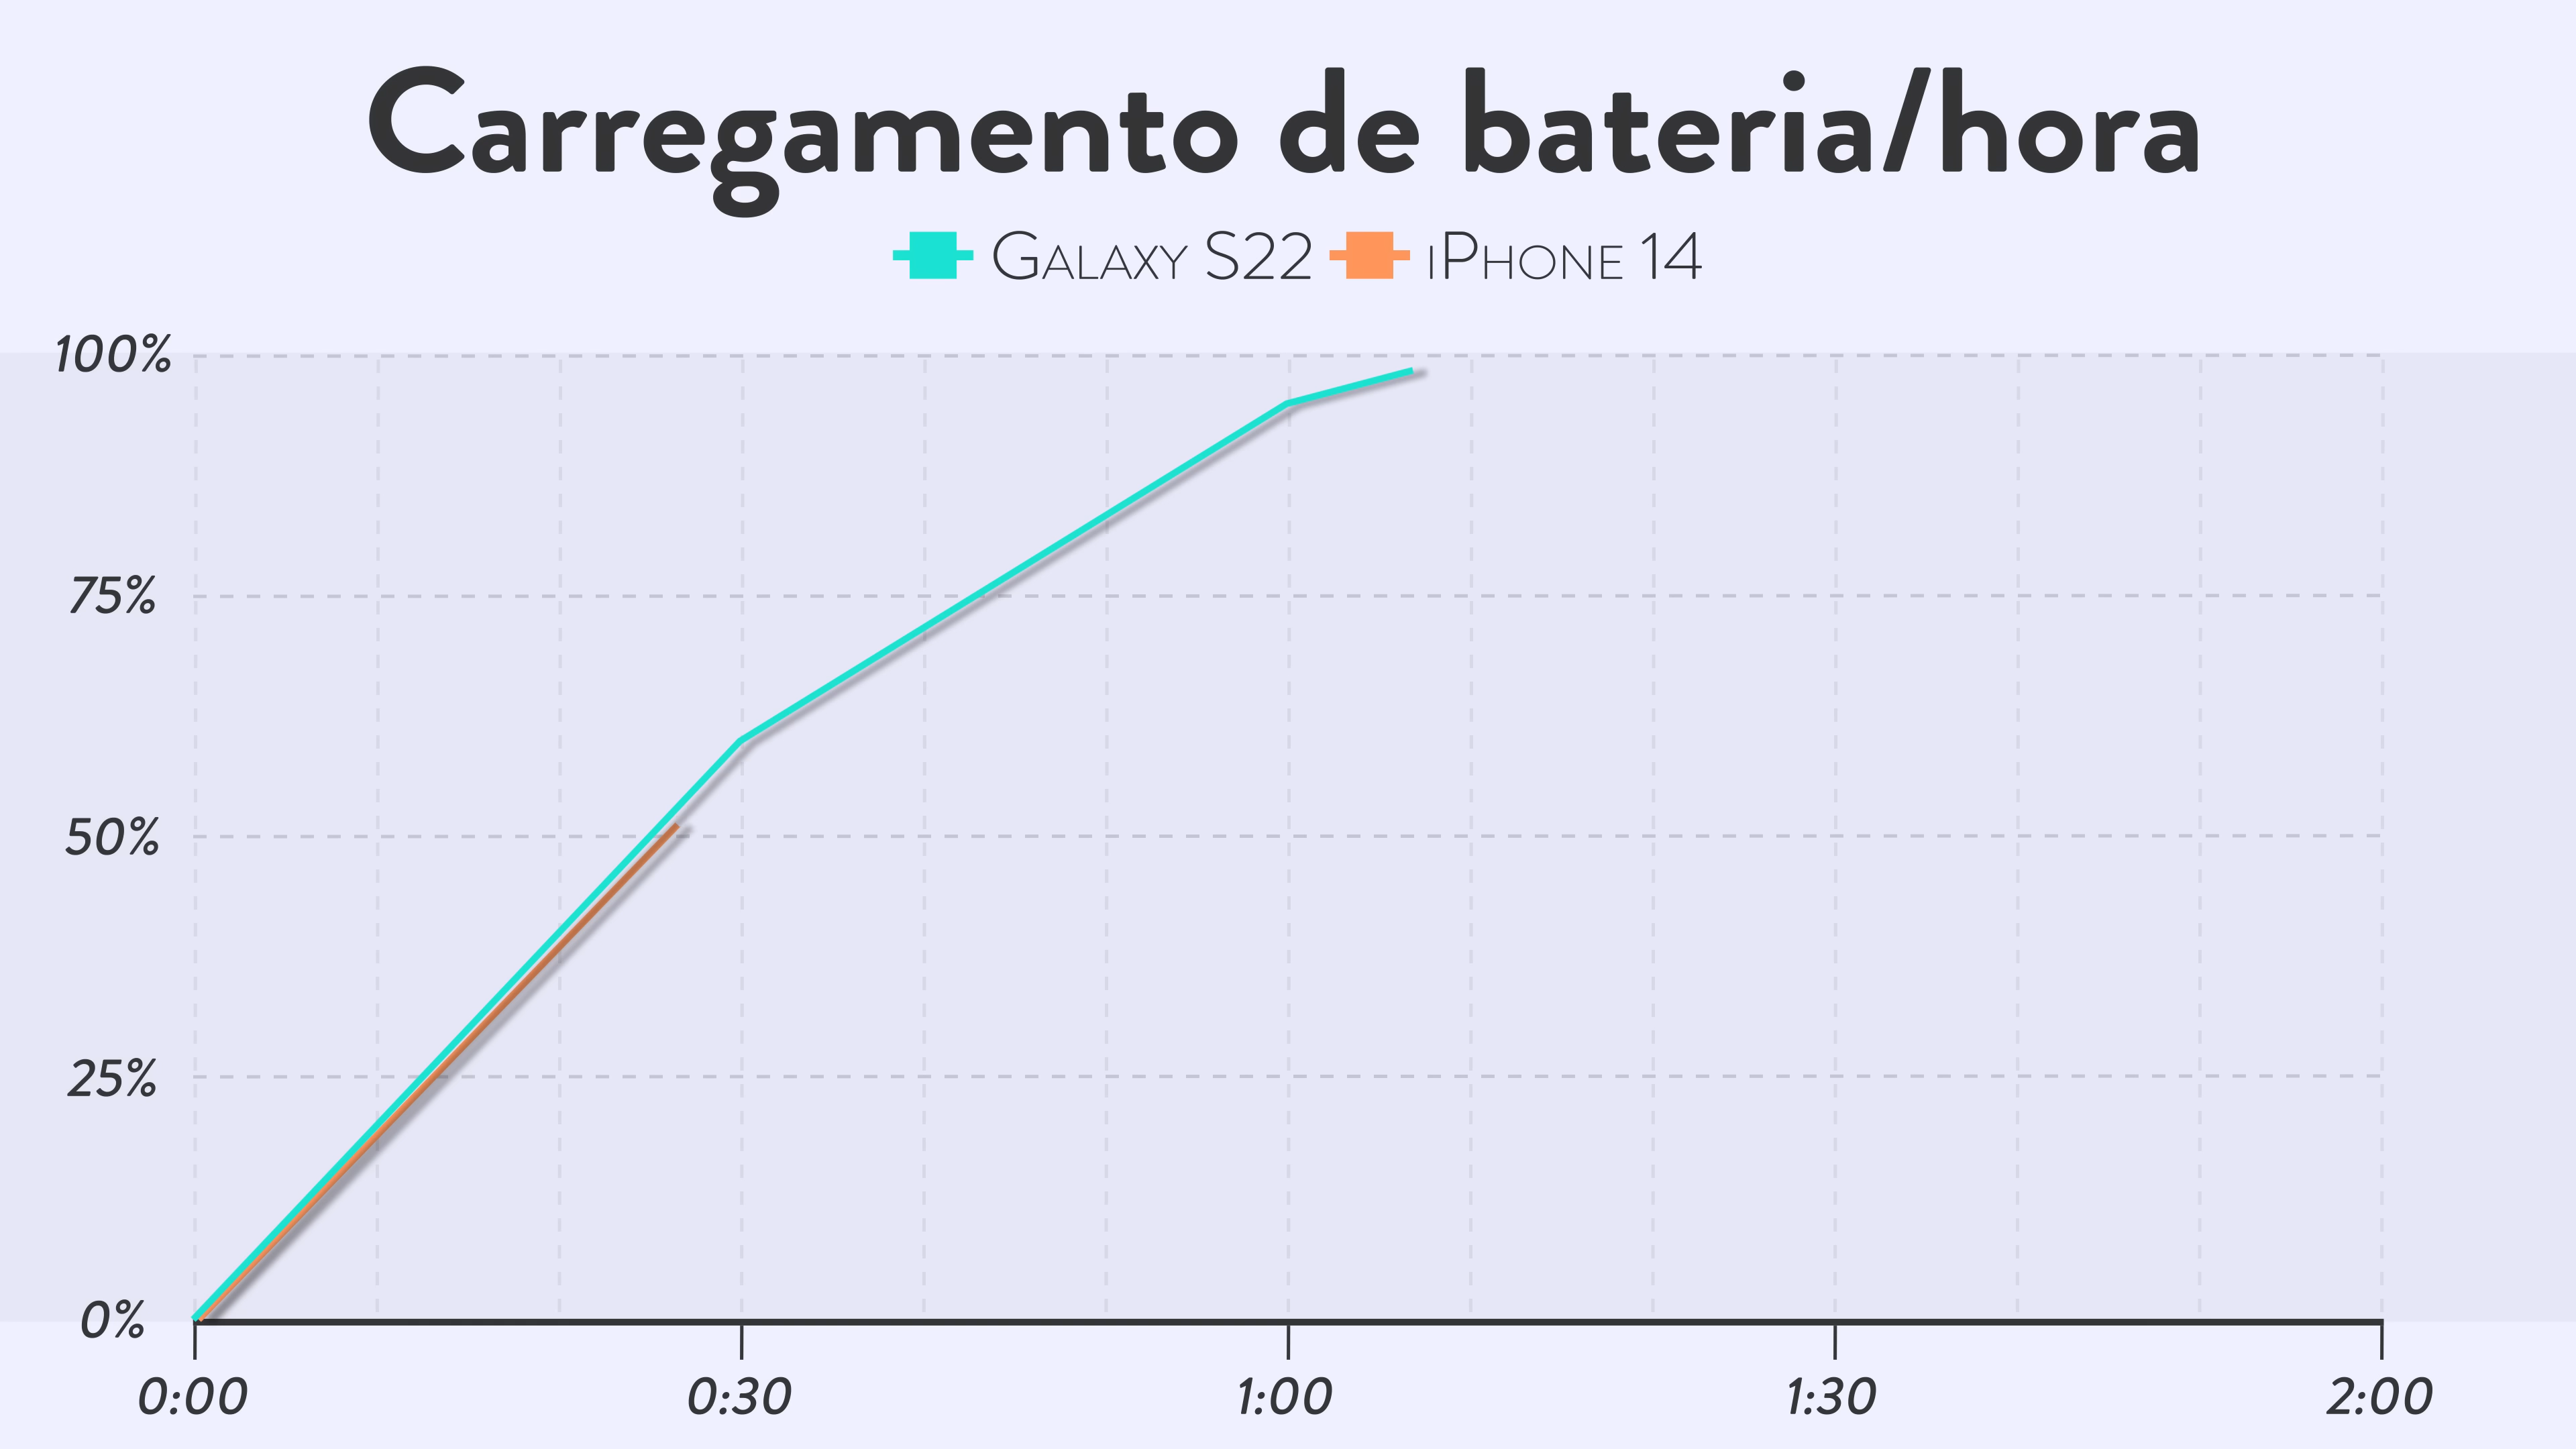 Carregamento de bateria/hora
Galaxy S22 iPhone 14
100%
75%
50%
25%
0%
0:00 0:30 1:00 1:30 2:00